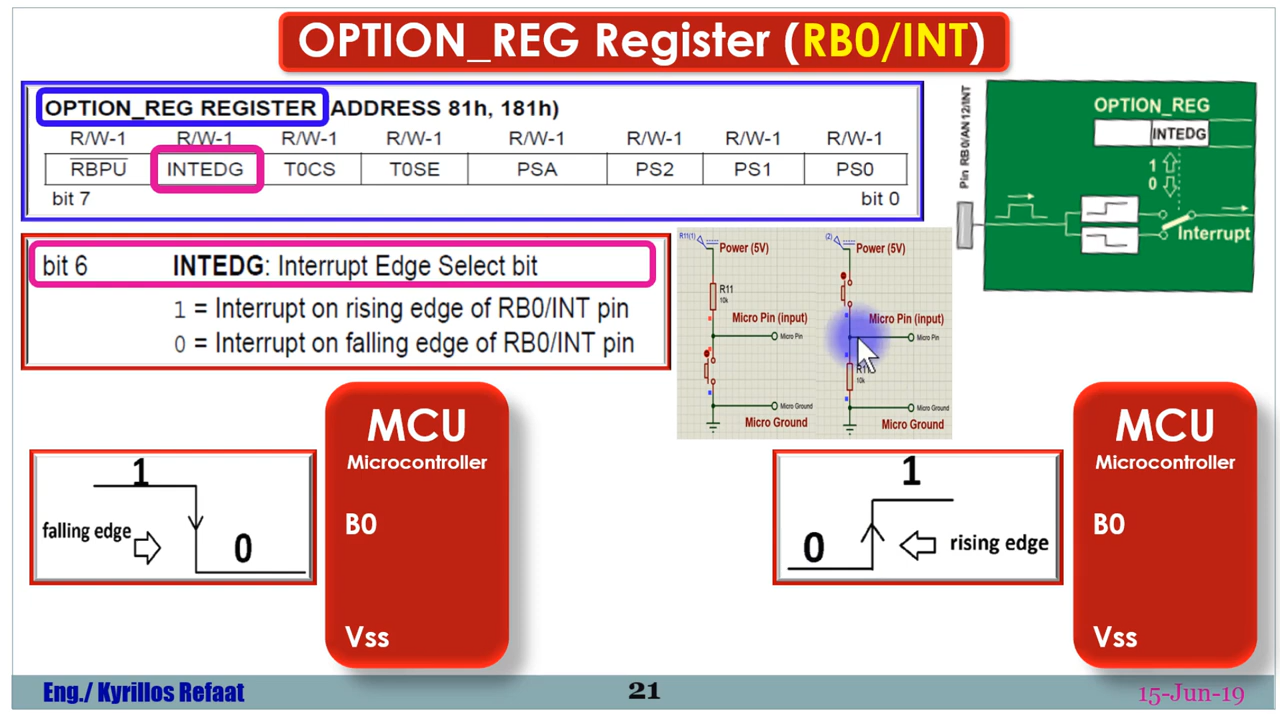 OPTION_REG Register (RB0/INT)
OPTION_REG REGISTER (ADDRESS 81h, 181h)
R/W-1 R/W-1 R/W-1 R/W-1 R/W-1 R/W-1 R/W-1 R/W-1
RBPU INTEDG T0CS T0SE PSA PS2 PS1 PS0
bit 7 bit 0
bit 6 INTEDG: Interrupt Edge Select bit
1 = Interrupt on rising edge of RB0/INT pin
0 = Interrupt on falling edge of RB0/INT pin
R11(1)
Power (5V)
R11
10k
Micro Pin (input)
Micro Pin
Micro Ground
Micro Ground
(2)
Power (5V)
Micro Pin (input)
Micro Pin
10k
Micro Ground
Micro Ground
Pin RB0/AN12/INT
OPTION_REG
INTEDG
1
0
Interrupt
1
falling edge
0
MCU
Microcontroller
B0
Vss
1
0
rising edge
MCU
Microcontroller
B0
Vss
Eng./ Kyrillos Refaat
21
15-Jun-19